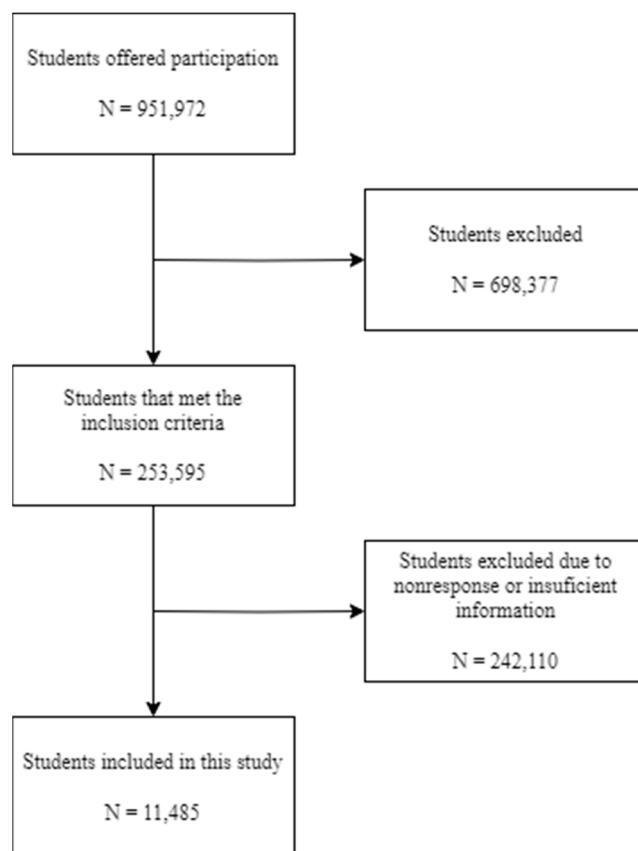 Students offered participation
N = 951,972
Students excluded
N = 698,377
Students that met the
inclusion criteria
N = 253,595
Students excluded due to
nonresponse or insuficient
information
N = 242,110
Students included in this study
N = 11,485